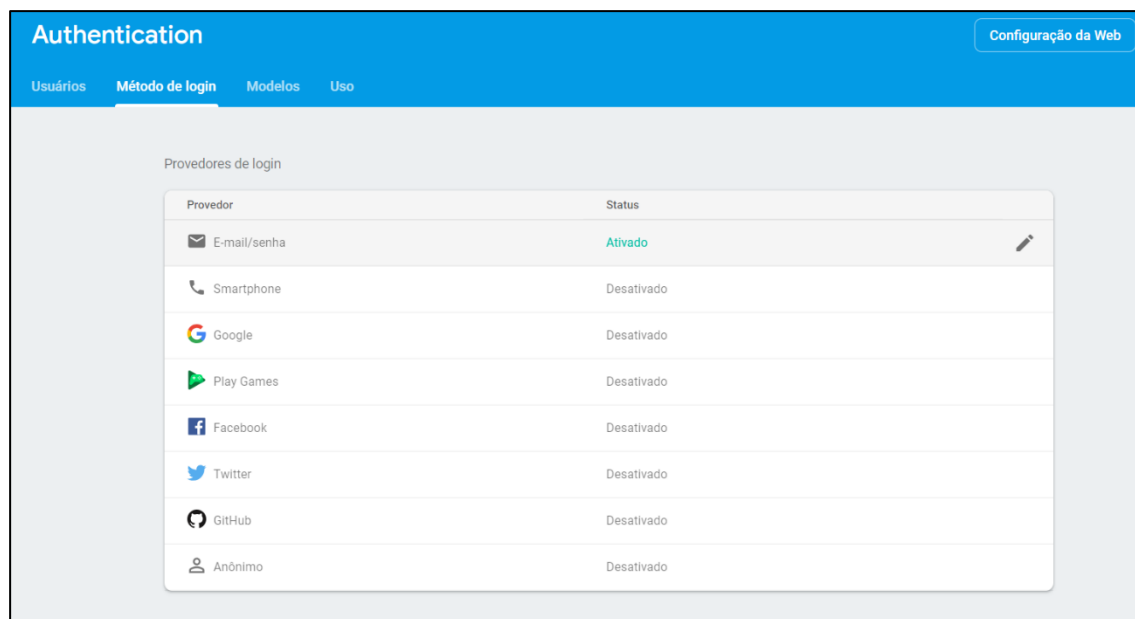 Authentication
Configuração da Web
Usuários Método de login Modelos Uso
Provedores de login
Provedor Status
E-mail/senha Ativado
Smartphone Desativado
Google Desativado
Play Games Desativado
Facebook Desativado
Twitter Desativado
GitHub Desativado
Anônimo Desativado